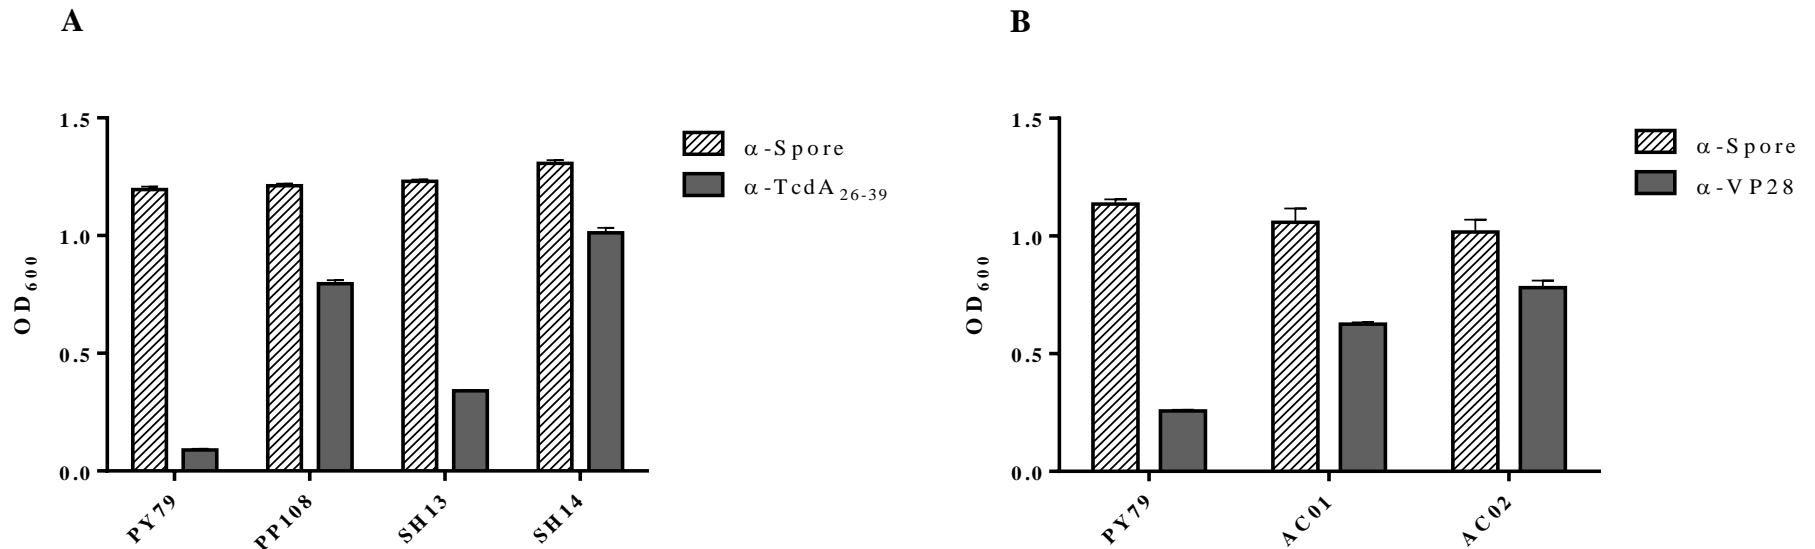 A
1.5
1.0
0.5
0.0
OD600
PY79
PP108
SH13
SH14
α-Spore
α-TcdA26-39
B
1.5
1.0
0.5
0.0
OD600
PY79
AC01
AC02
α-Spore
α-VP28